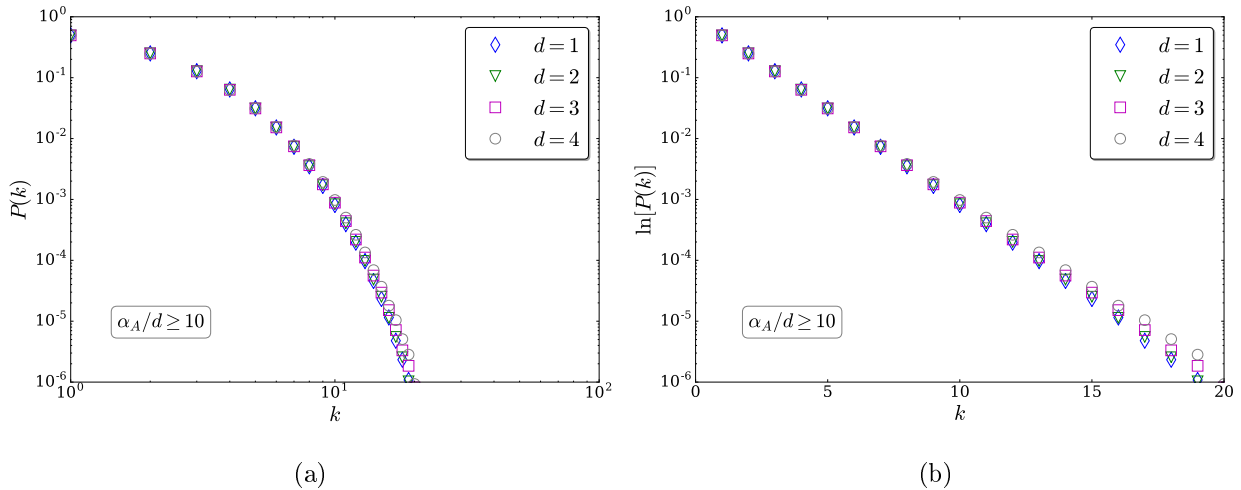 10^0
10^-1
10^-2
10^-3
10^-4
10^-5
10^-6
P(k)
10^0
10^1
10^2
k
d = 1
d = 2
d = 3
d = 4
α_A/d ≥ 10
(a)
10^0
10^-1
10^-2
10^-3
10^-4
10^-5
10^-6
ln[P(k)]
0
5
10
15
20
k
d = 1
d = 2
d = 3
d = 4
α_A/d ≥ 10
(b)